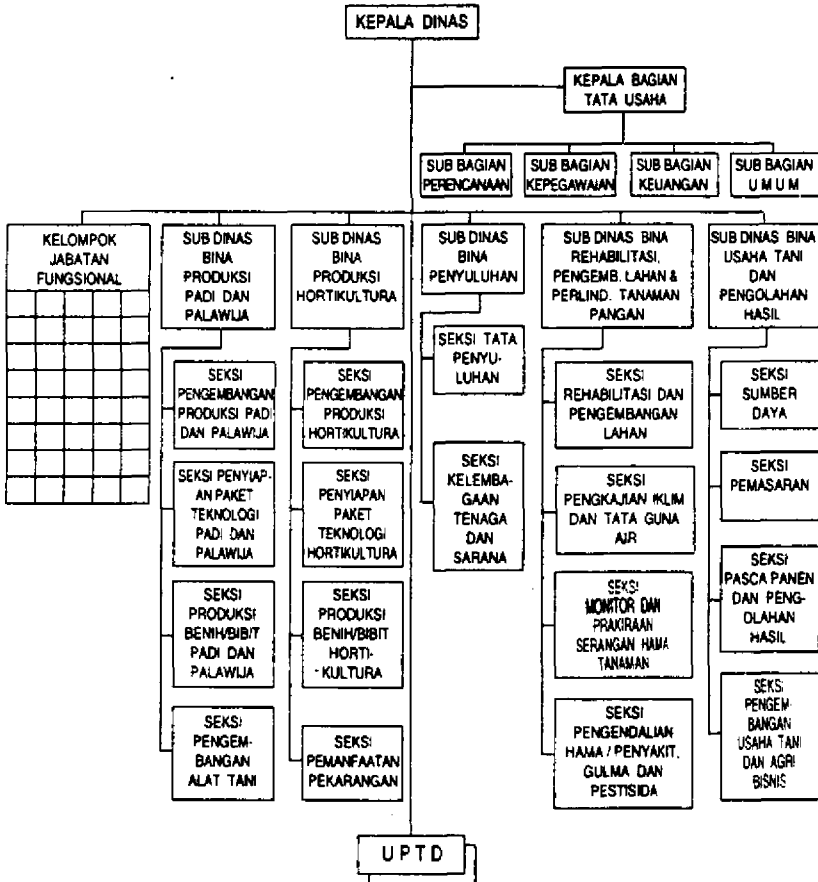 KEPALA DINAS
KEPALA BAGIAN
TATA USAHA
SUB BAGIAN
PERENCANAAN
SUB BAGIAN
KEPEGAWAIAN
SUB BAGIAN
KEUANGAN
SUB BAGIAN
U M U M
KELOMPOK
JABATAN
FUNGSIONAL
SUB DINAS
BINA
PRODUKSI
PADI DAN
PALAWIJA
SUB DINAS
BINA
PRODUKSI
HORTIKULTURA
SUB DINAS
BINA
PENYULUHAN
SUB DINAS BINA
REHABILITASI,
PENGEMB. LAHAN &
PERLIND. TANAMAN
PANGAN
SUB DINAS BINA
USAHA TANI
DAN
PENGOLAHAN
HASIL
SEKSI
PENGEMBANGAN
PRODUKSI PADI
DAN PALAWIJA
SEKSI PENYIAP-
AN PAKET
TEKNOLOGI
PADI DAN
PALAWIJA
SEKSI
PRODUKSI
BENIH/BIBIT
PADI DAN
PALAWIJA
SEKSI
PENGEM-
BANGAN
ALAT TANI
SEKSI
PENGEMBANGAN
PRODUKSI
HORTIKULTURA
SEKSI
PENYIAPAN
PAKET
TEKNOLOGI
HORTIKULTURA
SEKSI
PRODUKSI
BENIH/BIBIT
HORTI-
-KULTURA
SEKSI
PEMANFAATAN
PEKARANGAN
SEKSI TATA
PENYU-
LUHAN
SEKSI
KELEMBA-
GAAN
TENAGA
DAN
SARANA
SEKSI
REHABILITASI DAN
PENGEMBANGAN
LAHAN
SEKSI
PENGKAJIAN IKLIM
DAN TATA GUNA
AIR
SEKSI
MONITOR DAN
PRAKIRAAN
SERANGAN HAMA
TANAMAN
SEKSI
PENGENDALIAN
HAMA / PENYAKIT,
GULMA DAN
PESTISIDA
SEKSI
SUMBER
DAYA
SEKSI
PEMASARAN
SEKSI
PASCA PANEN
DAN PENG-
OLAHAN
HASIL
SEKSI
PENGEM-
BANGAN
USAHA TANI
DAN AGRI
BISNIS
U P T D